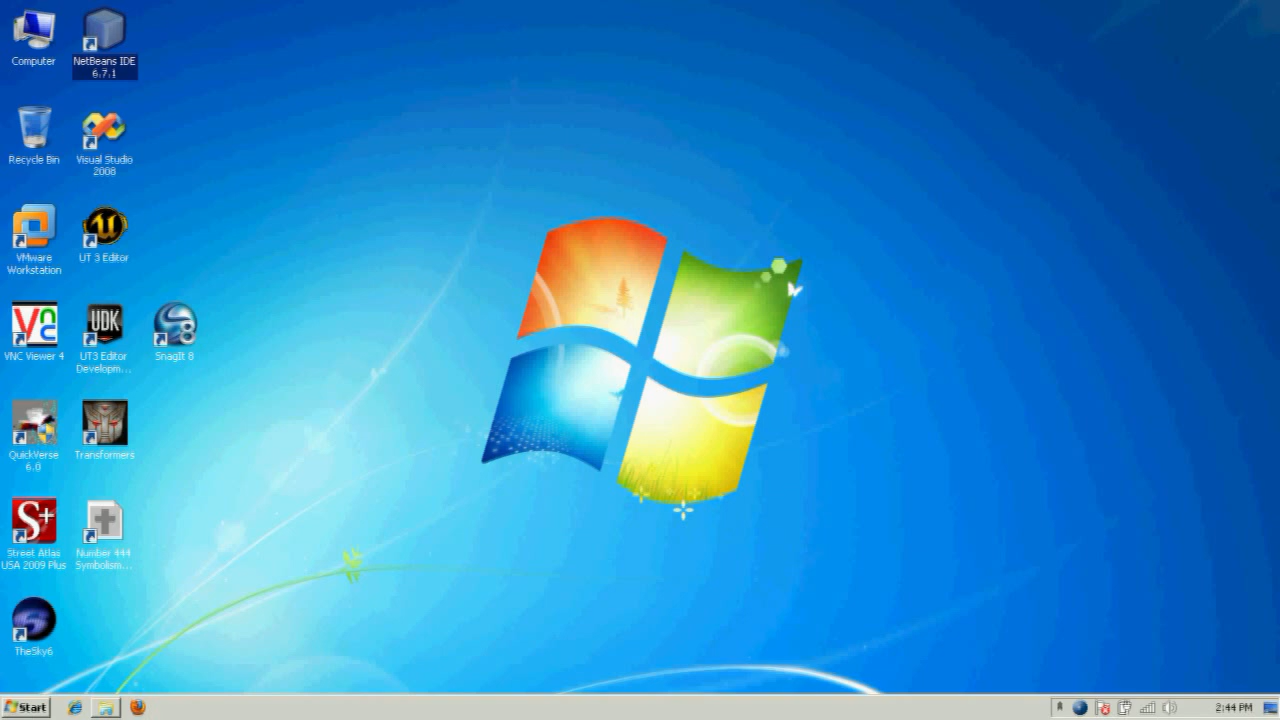 Computer
NetBeans IDE
6.7.1
Recycle Bin
Visual Studio
2008
VMware
Workstation
UT 3 Editor
VNC Viewer 4
UDK
UT3 Editor
Developm...
8
SnagIt 8
QuickVerse
6.0
Transformers
S+
Street Atlas
USA 2009 Plus
Number 444
Symbolism...
TheSky6
Start
2:44 PM